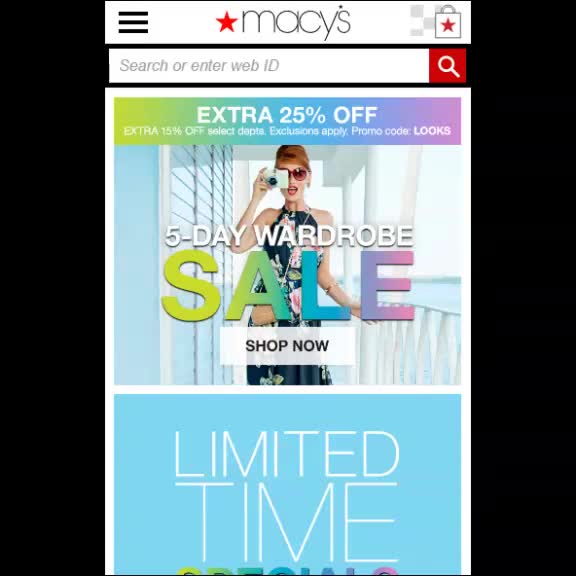 macy's
Search or enter web ID
EXTRA 25% OFF
EXTRA 15% OFF select depts. Exclusions apply. Promo code: LOOKS
5-DAY WARDROBE
SALE
SHOP NOW
LIMITED
TIME
SPECIALS